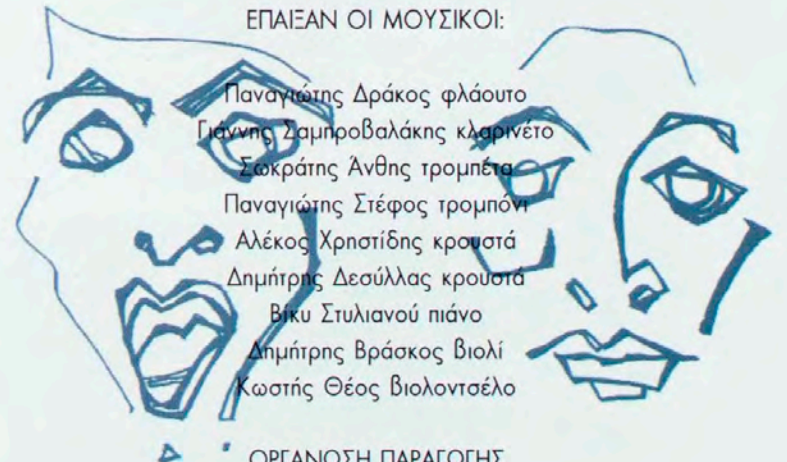 ΕΠΑΙΞΑΝ ΟΙ ΜΟΥΣΙΚΟΙ:
Παναγιώτης Δράκος φλάουτο
Γιάννης Σαμπροβαλάκης κλαρινέτο
Σωκράτης Άνθης τρομπέτα
Παναγιώτης Στέφος τρομπόνι
Αλέκος Χρηστίδης κρουστά
Δημήτρης Δεσύλλας κρουστά
Βίκυ Στυλιανού πιάνο
Δημήτρης Βράσκος βιολί
Κωστής Θέος βιολοντσέλο
ΟΡΓΑΝΩΣΗ ΠΑΡΑΓΩΓΗΣ